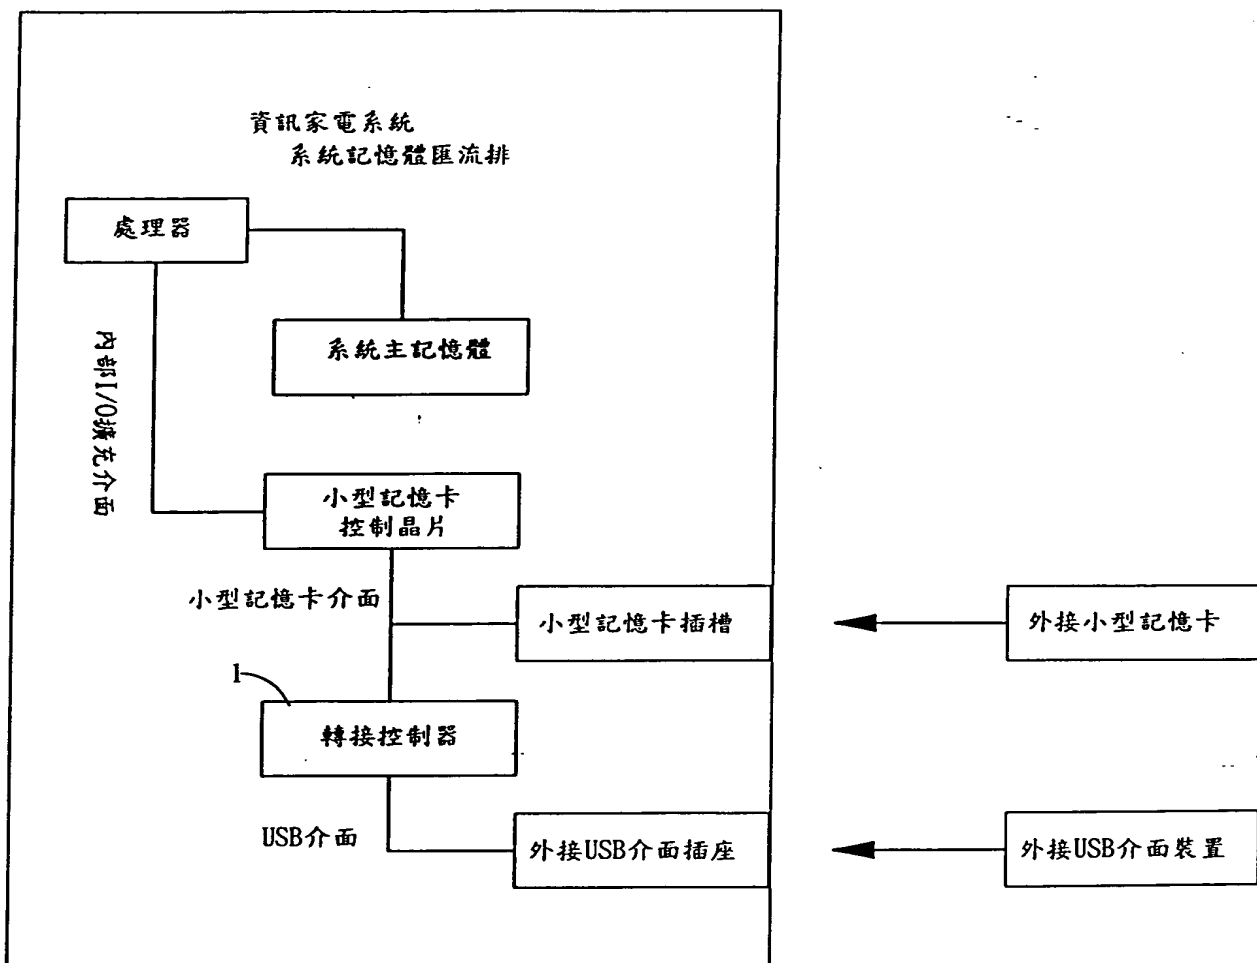 資訊家電系統
系統記憶體匯流排
處理器
系統主記憶體
內部I/O擴充介面
小型記憶卡
控制晶片
小型記憶卡介面
小型記憶卡插槽
外接小型記憶卡
1
轉接控制器
USB介面
外接USB介面插座
外接USB介面裝置